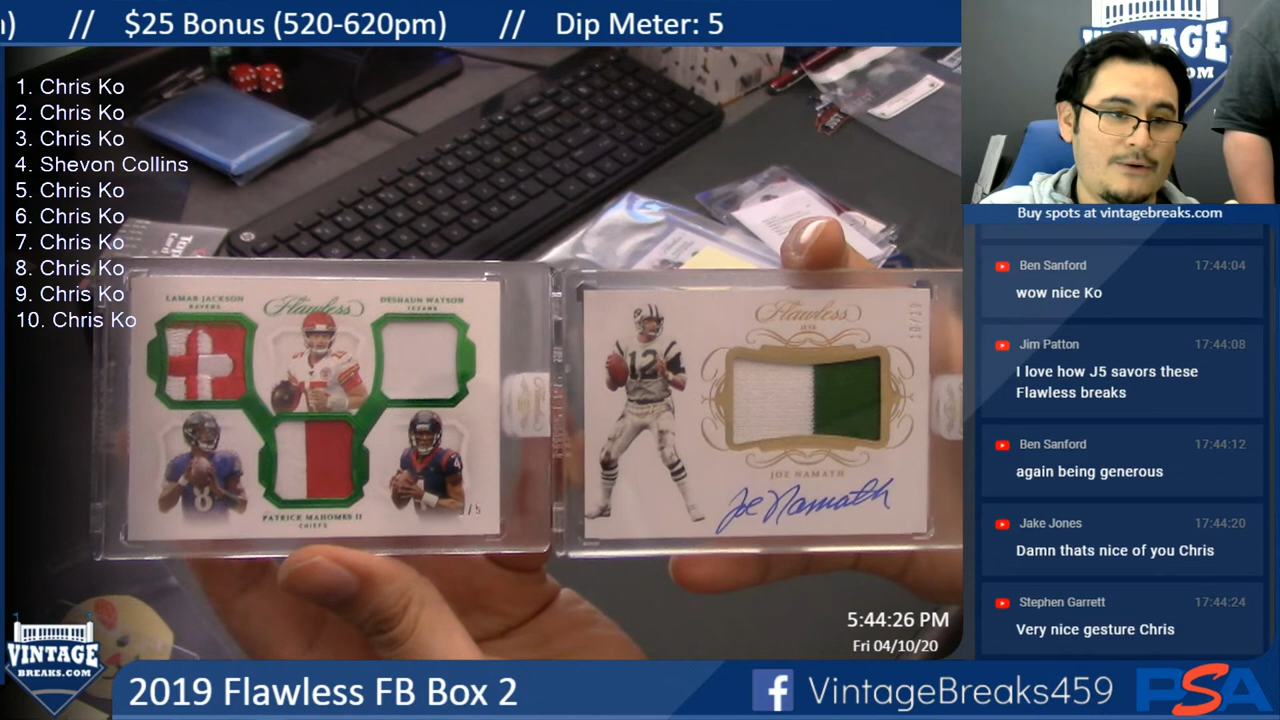 ) // $25 Bonus (520-620pm) // Dip Meter: 5
VINTAGE
1. Chris Ko
2. Chris Ko
3. Chris Ko
4. Shevon Collins
5. Chris Ko
6. Chris Ko
7. Chris Ko
8. Chris Ko
9. Chris Ko
10. Chris Ko
Buy spots at vintagebreaks.com
Ben Sanford 17:44:04
wow nice Ko
Jim Patton 17:44:08
I love how J5 savors these
Flawless breaks
Ben Sanford 17:44:12
again being generous
Jake Jones 17:44:20
Damn thats nice of you Chris
Stephen Garrett 17:44:24
Very nice gesture Chris
LAMAR JACKSON
RAVENS
Flawless
DESHAUN WATSON
TEXANS
PATRICK MAHOMES II
CHIEFS
/5
Flawless
JETS
12
JOE NAMATH
Joe Namath
5:44:26 PM
Fri 04/10/20
VINTAGE
BREAKS.COM
2019 Flawless FB Box 2
f VintageBreaks459
PSA